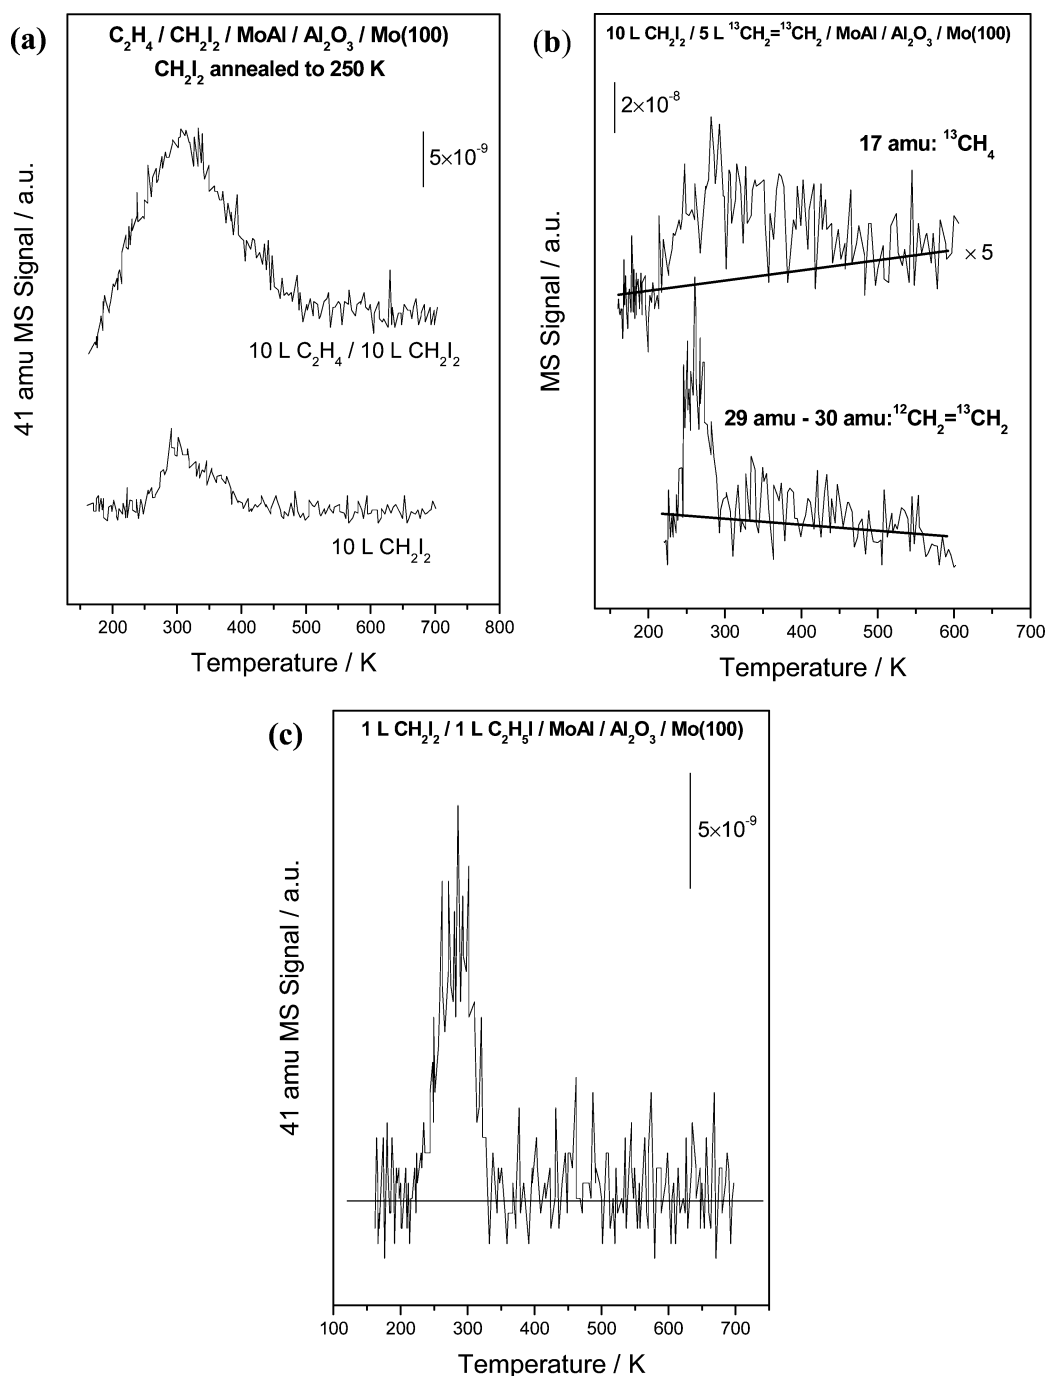 (a)
C₂H₄ / CH₂I₂ / MoAl / Al₂O₃ / Mo(100)
CH₂I₂ annealed to 250 K
5×10⁻⁹
41 amu MS Signal / a.u.
10 L C₂H₄ / 10 L CH₂I₂
10 L CH₂I₂
200 300 400 500 600 700 800
Temperature / K
(b)
10 L CH₂I₂ / 5 L ¹³CH₂=¹³CH₂ / MoAl / Al₂O₃ / Mo(100)
2×10⁻⁸
17 amu: ¹³CH₄
× 5
MS Signal / a.u.
29 amu - 30 amu:¹²CH₂=¹³CH₂
200 300 400 500 600 700
Temperature / K
(c)
1 L CH₂I₂ / 1 L C₂H₅I / MoAl / Al₂O₃ / Mo(100)
5×10⁻⁹
41 amu MS Signal / a.u.
100 200 300 400 500 600 700
Temperature / K